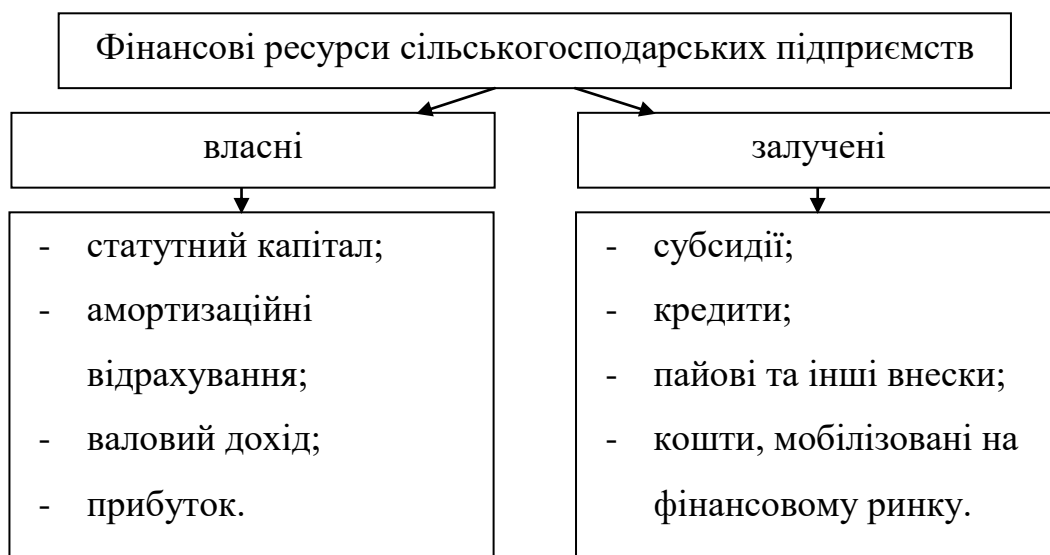 Фінансові ресурси сільськогосподарських підприємств
власні
залучені
- статутний капітал;
- амортизаційні
відрахування;
- валовий дохід;
- прибуток.
- субсидії;
- кредити;
- пайові та інші внески;
- кошти, мобілізовані на
фінансовому ринку.